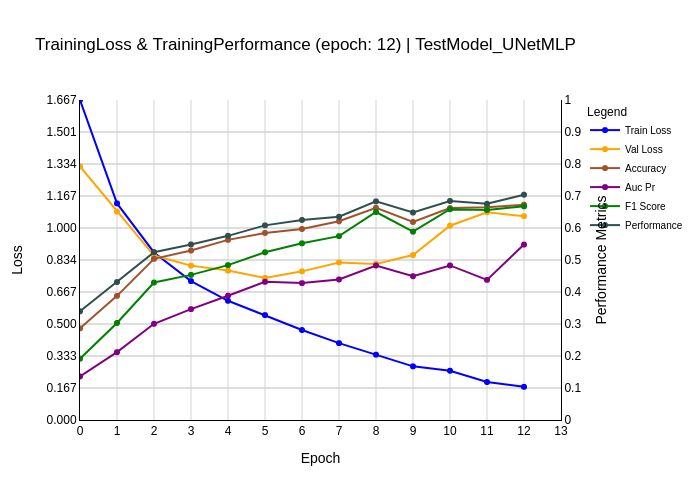 TrainingLoss & TrainingPerformance (epoch: 12) | TestModel_UNetMLP
1.667
1.501
1.334
1.167
1.000
0.834
0.667
0.500
0.333
0.167
0.000
Loss
0 1 2 3 4 5 6 7 8 9 10 11 12 13
Epoch
1
0.9
0.8
0.7
0.6
0.5
0.4
0.3
0.2
0.1
0
Performance Metrics
Legend
Train Loss
Val Loss
Accuracy
Auc Pr
F1 Score
Performance